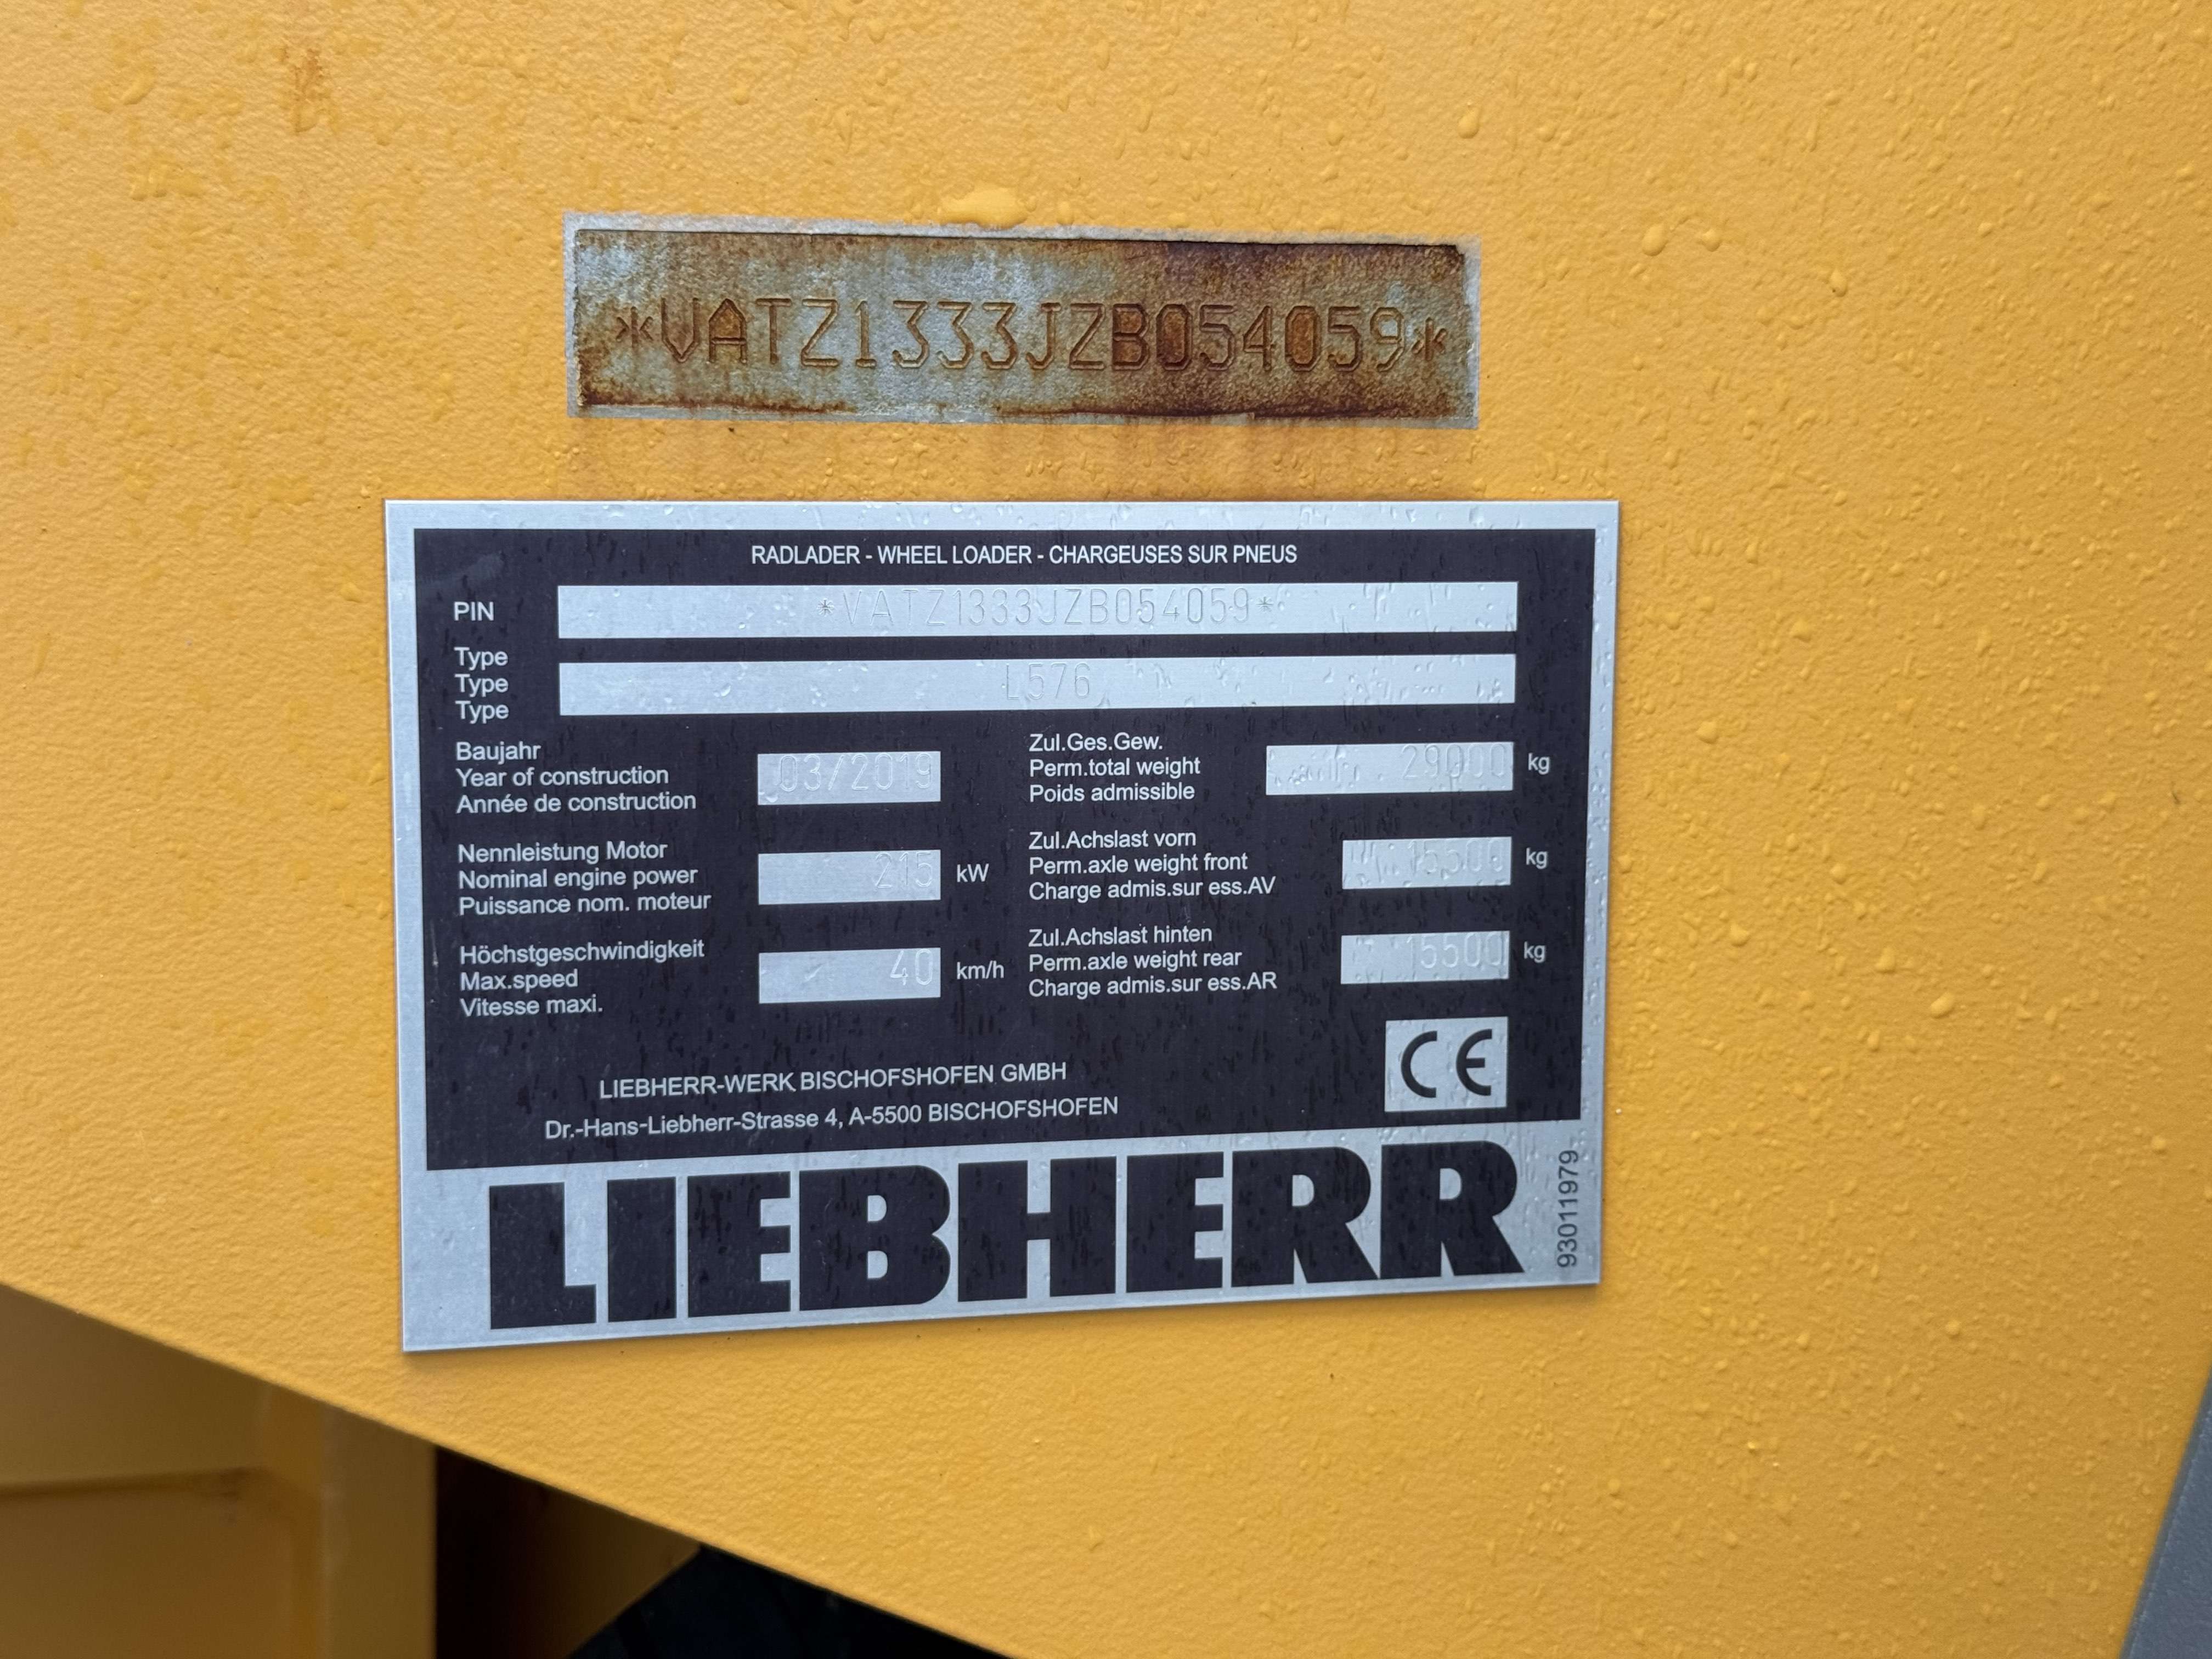 *VATZ1333JZB054059*
RADLADER - WHEEL LOADER - CHARGEUSES SUR PNEUS
PIN *VATZ1333JZB054059*
Type
Type L576
Type
Baujahr
Year of construction 03/2019
Année de construction
Zul.Ges.Gew.
Perm.total weight 29000 kg
Poids admissible
Nennleistung Motor
Nominal engine power 215 kW
Puissance nom. moteur
Zul.Achslast vorn
Perm.axle weight front 15500 kg
Charge admis.sur ess.AV
Höchstgeschwindigkeit
Max.speed 40 km/h
Vitesse maxi.
Zul.Achslast hinten
Perm.axle weight rear 15500 kg
Charge admis.sur ess.AR
CE
LIEBHERR-WERK BISCHOFSHOFEN GMBH
Dr.-Hans-Liebherr-Strasse 4, A-5500 BISCHOFSHOFEN
LIEBHERR
93011979